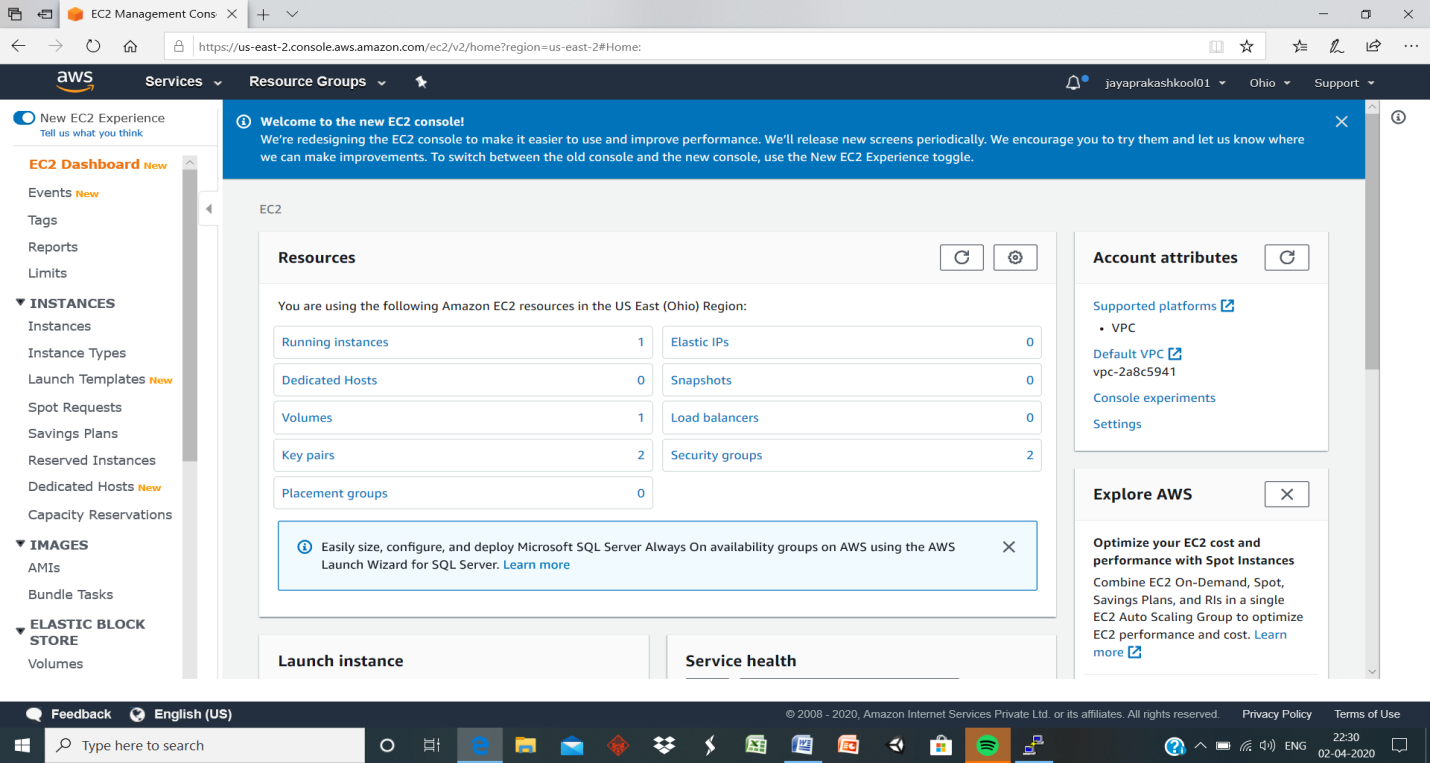 EC2 Management Cons
https://us-east-2.console.aws.amazon.com/ec2/v2/home?region=us-east-2#Home:
aws
Services
Resource Groups
jayaprakashkool01
Ohio
Support
New EC2 Experience
Tell us what you think
EC2 Dashboard New
Events New
Tags
Reports
Limits
INSTANCES
Instances
Instance Types
Launch Templates New
Spot Requests
Savings Plans
Reserved Instances
Dedicated Hosts New
Capacity Reservations
IMAGES
AMIs
Bundle Tasks
ELASTIC BLOCK
STORE
Volumes
Welcome to the new EC2 console!
We're redesigning the EC2 console to make it easier to use and improve performance. We'll release new screens periodically. We encourage you to try them and let us know where
we can make improvements. To switch between the old console and the new console, use the New EC2 Experience toggle.
EC2
Resources
You are using the following Amazon EC2 resources in the US East (Ohio) Region:
Running instances 1
Elastic IPs 0
Dedicated Hosts 0
Snapshots 0
Volumes 1
Load balancers 0
Key pairs 2
Security groups 2
Placement groups 0
Easily size, configure, and deploy Microsoft SQL Server Always On availability groups on AWS using the AWS
Launch Wizard for SQL Server. Learn more
Launch instance
Service health
Account attributes
Supported platforms
• VPC
Default VPC
vpc-2a8c5941
Console experiments
Settings
Explore AWS
Optimize your EC2 cost and
performance with Spot Instances
Combine EC2 On-Demand, Spot,
Savings Plans, and RIs in a single
EC2 Auto Scaling Group to optimize
EC2 performance and cost. Learn
more
Feedback
English (US)
© 2008 - 2020, Amazon Internet Services Private Ltd. or its affiliates. All rights reserved.
Privacy Policy
Terms of Use
Type here to search
ENG
22:30
02-04-2020